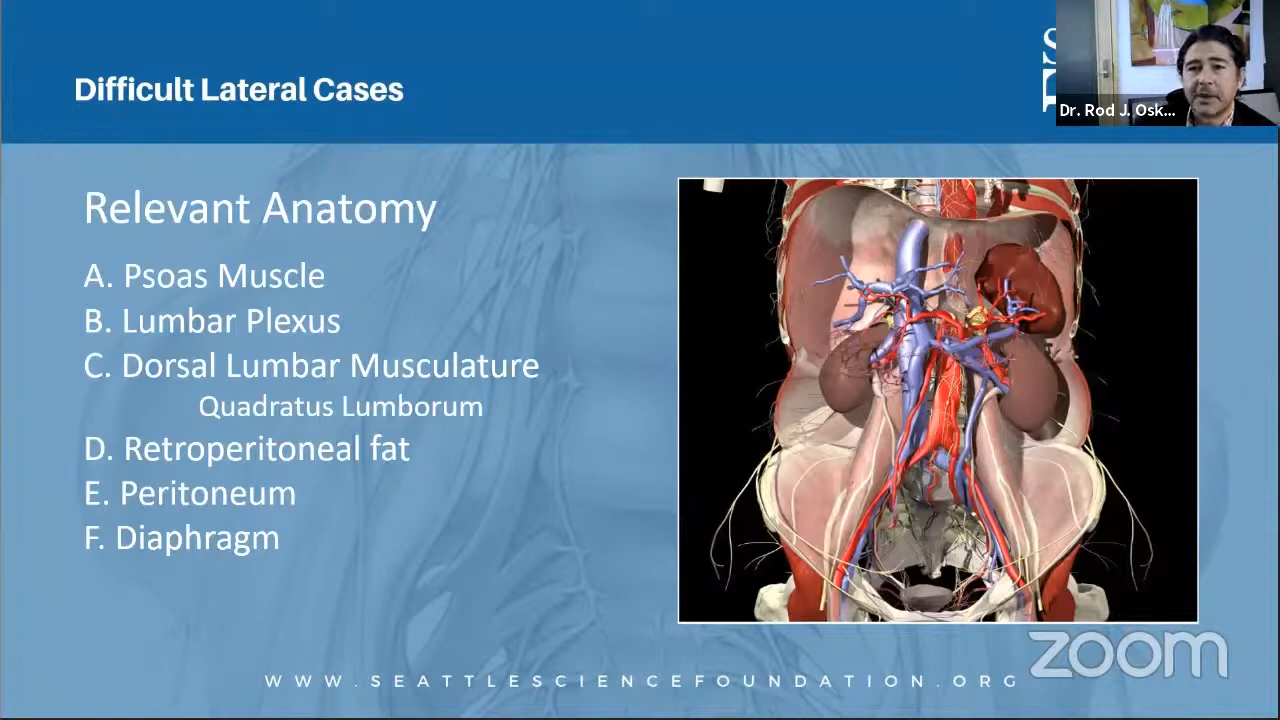 Difficult Lateral Cases
Dr. Rod J. Osk...
Relevant Anatomy
A. Psoas Muscle
B. Lumbar Plexus
C. Dorsal Lumbar Musculature
Quadratus Lumborum
D. Retroperitoneal fat
E. Peritoneum
F. Diaphragm
zoom
WWW.SEATTLESCIENCEFOUNDATION.ORG